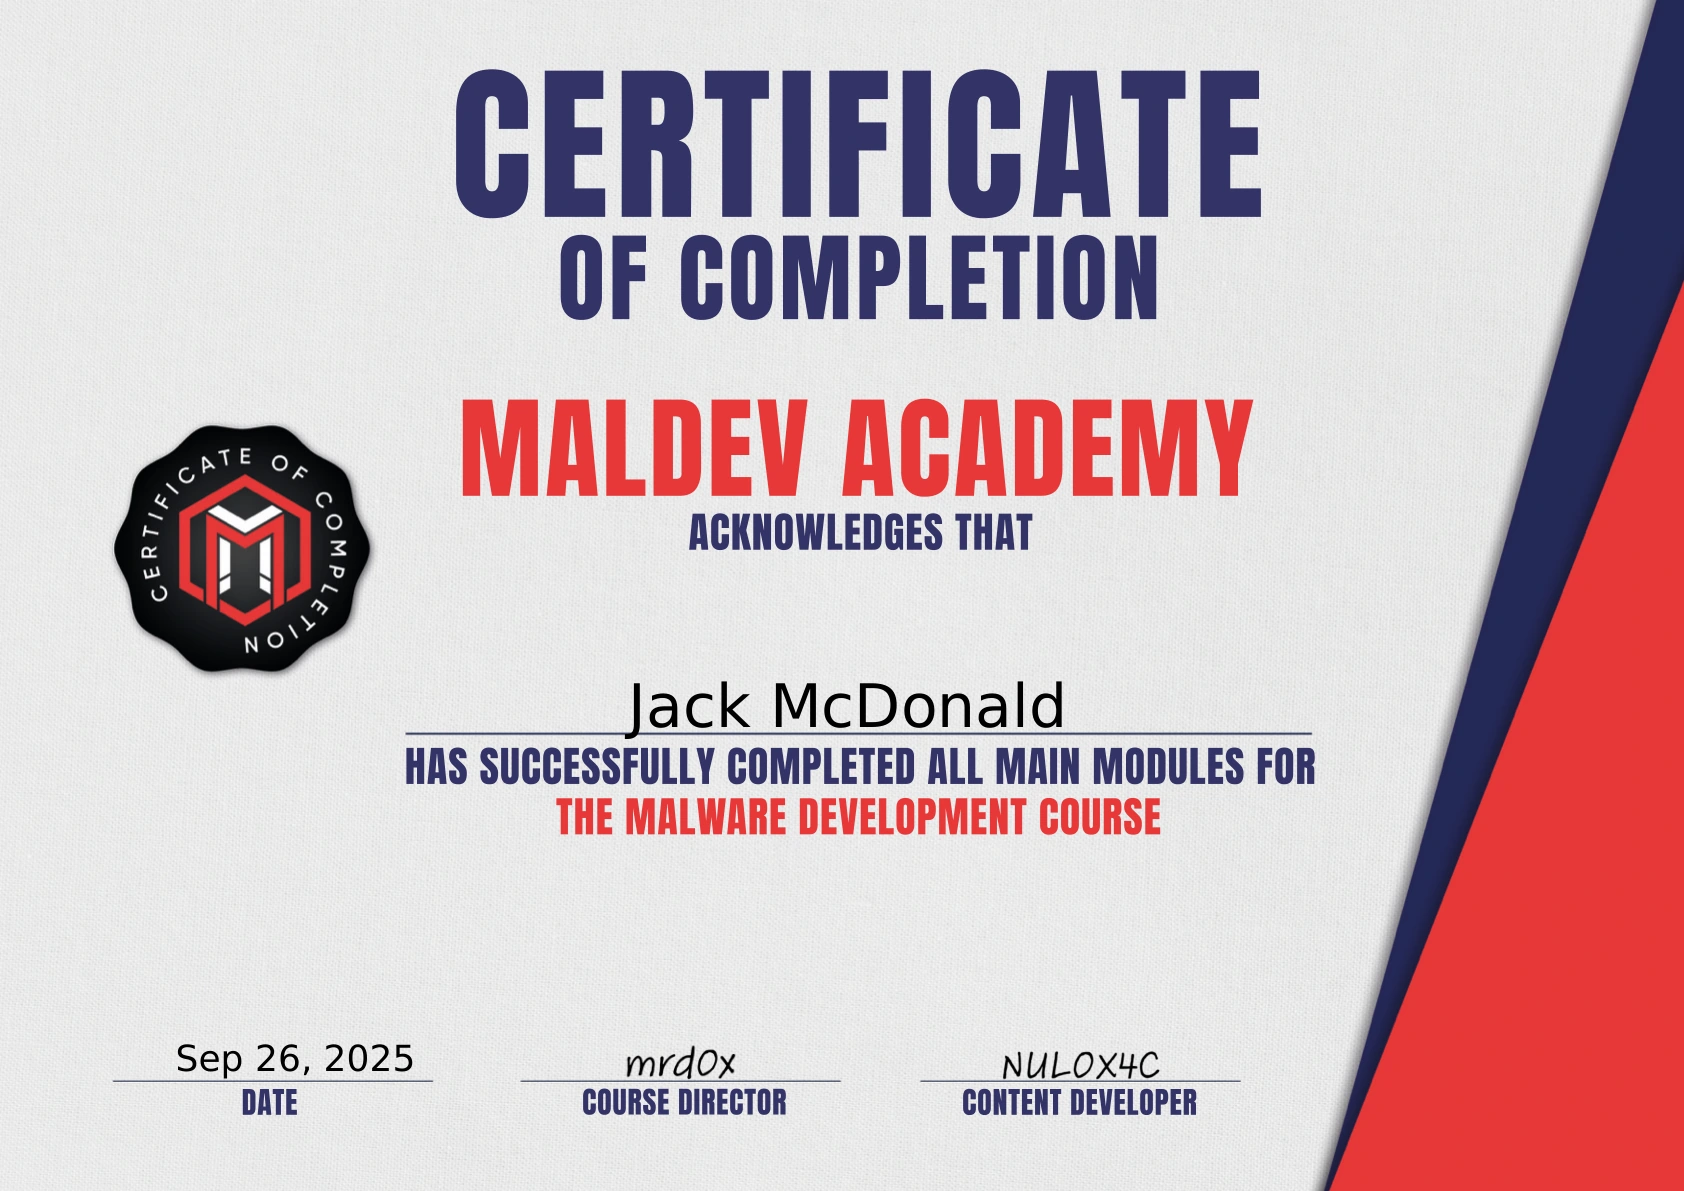 CERTIFICATE
OF COMPLETION
MALDEV ACADEMY
ACKNOWLEDGES THAT
CERTIFICATE OF COMPLETION
Jack McDonald
HAS SUCCESSFULLY COMPLETED ALL MAIN MODULES FOR
THE MALWARE DEVELOPMENT COURSE
Sep 26, 2025
mrd0x
NUL0X4C
DATE
COURSE DIRECTOR
CONTENT DEVELOPER